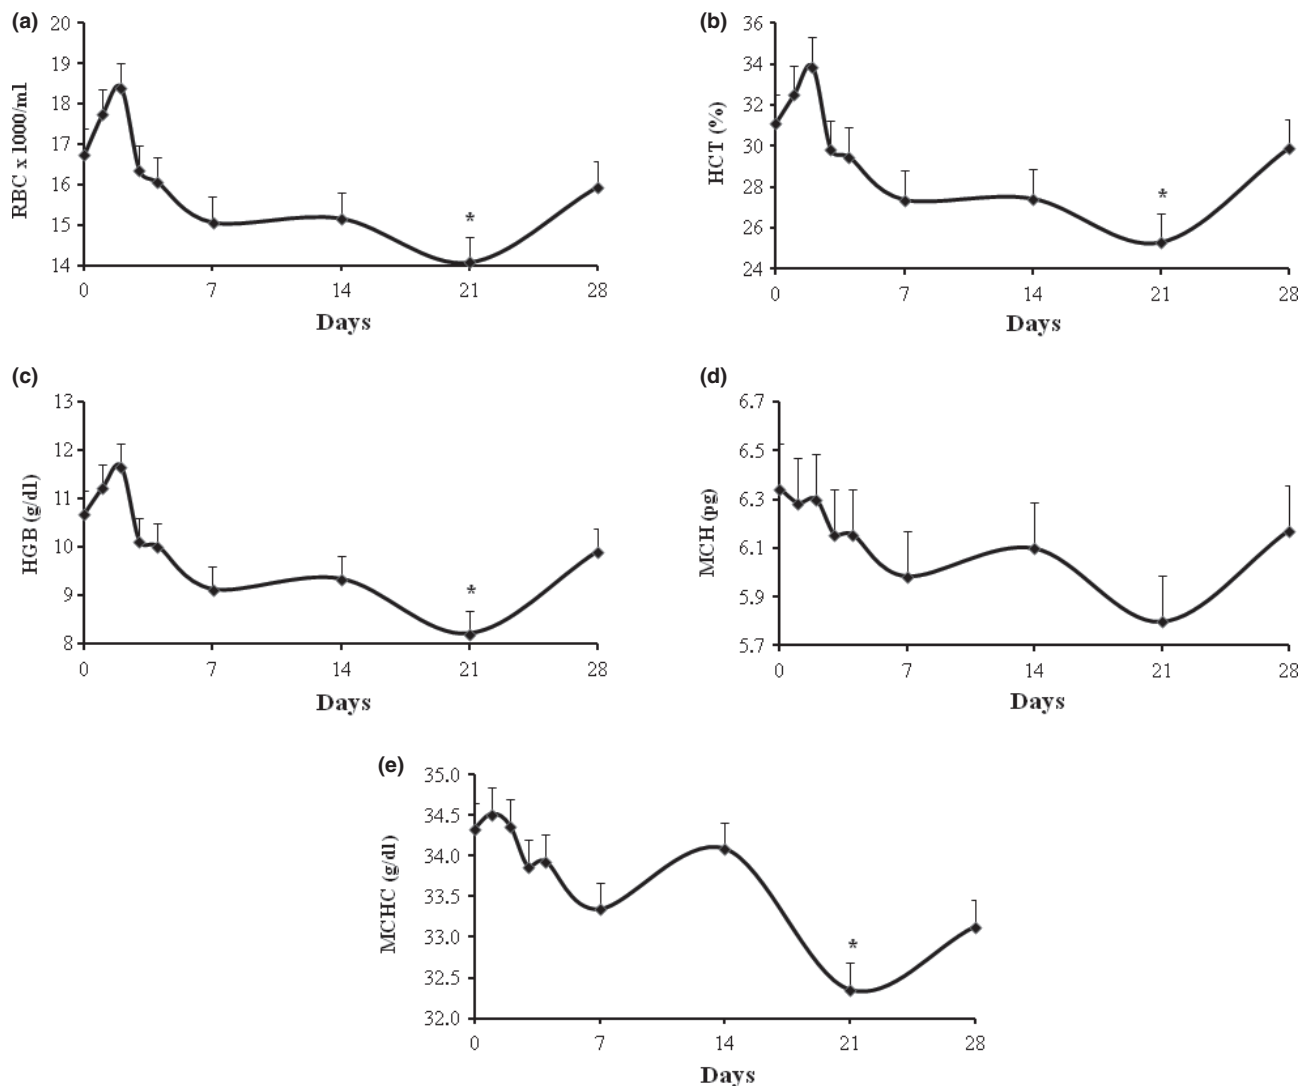 (a)
RBC x 1000/ml
20
19
18
17
16
15
14
0 7 14 21 28
*
Days
(b)
HCT (%)
36
34
32
30
28
26
24
0 7 14 21 28
*
Days
(c)
HGB (g/dl)
13
12
11
10
9
8
0 7 14 21 28
*
Days
(d)
MCH (pg)
6.7
6.5
6.3
6.1
5.9
5.7
0 7 14 21 28
Days
(e)
MCHC (g/dl)
35.0
34.5
34.0
33.5
33.0
32.5
32.0
0 7 14 21 28
*
Days